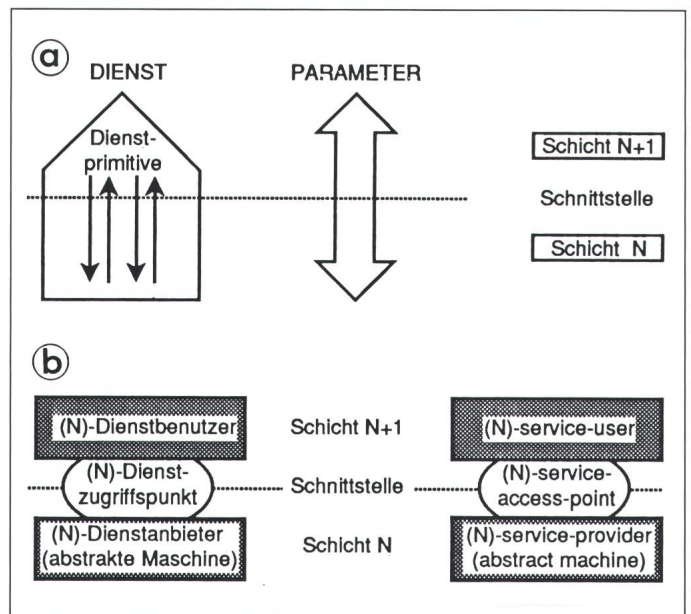 a
DIENST
PARAMETER
Dienst-
primitive
Schicht N+1
Schnittstelle
Schicht N
b
(N)-Dienstbenutzer
Schicht N+1
(N)-service-user
(N)-Dienst-
zugriffspunkt
Schnittstelle
(N)-service-
access-point
(N)-Dienstanbieter
(abstrakte Maschine)
Schicht N
(N)-service-provider
(abstract machine)